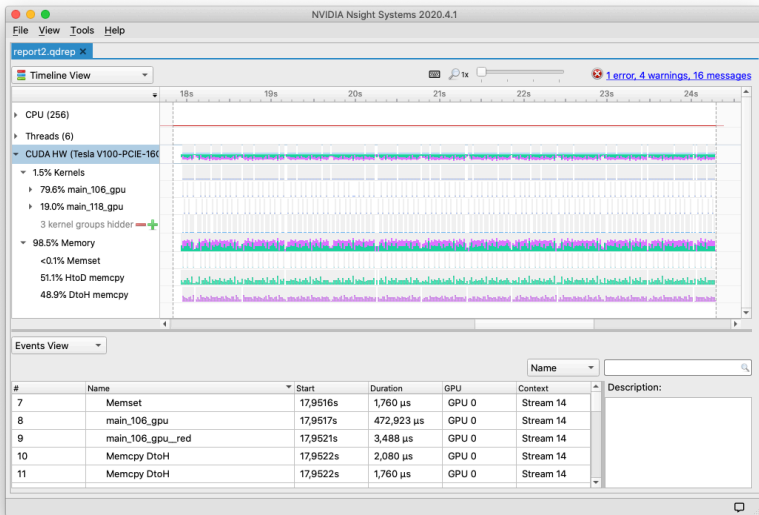 NVIDIA Nsight Systems 2020.4.1
File View Tools Help
report2.qdrep ×
Timeline View 1x 1 error, 4 warnings, 16 messages
18s 19s 20s 21s 22s 23s 24s
CPU (256)
Threads (6)
CUDA HW (Tesla V100-PCIE-16G
1.5% Kernels
79.6% main_106_gpu
19.0% main_118_gpu
3 kernel groups hidden
98.5% Memory
<0.1% Memset
51.1% HtoD memcpy
48.9% DtoH memcpy
Events View
Name
# Name Start Duration GPU Context Description:
7 Memset 17,9516s 1,760 μs GPU 0 Stream 14
8 main_106_gpu 17,9517s 472,923 μs GPU 0 Stream 14
9 main_106_gpu__red 17,9521s 3,488 μs GPU 0 Stream 14
10 Memcpy DtoH 17,9522s 2,080 μs GPU 0 Stream 14
11 Memcpy DtoH 17,9522s 1,760 μs GPU 0 Stream 14